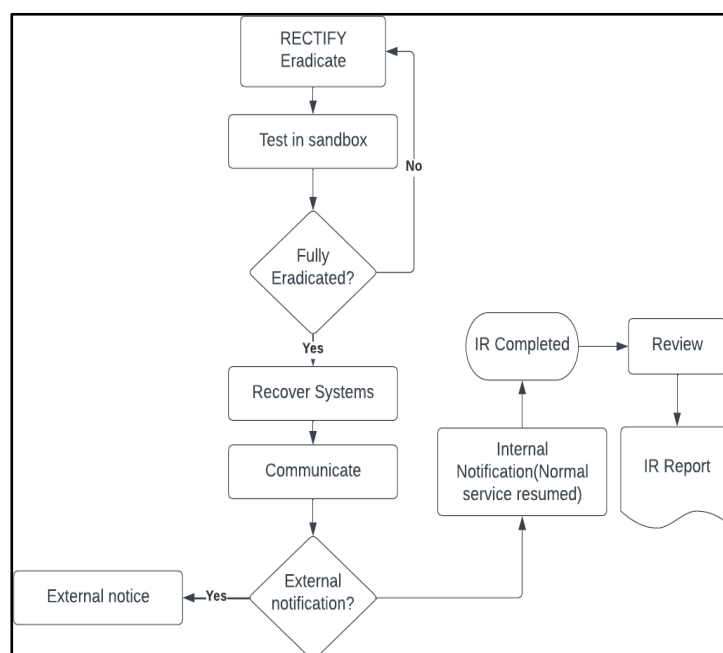 RECTIFY
Eradicate
Test in sandbox
No
Fully
Eradicated?
Yes
Recover Systems
Communicate
External
notification?
Yes
External notice
Internal
Notification(Normal
service resumed)
IR Completed
Review
IR Report